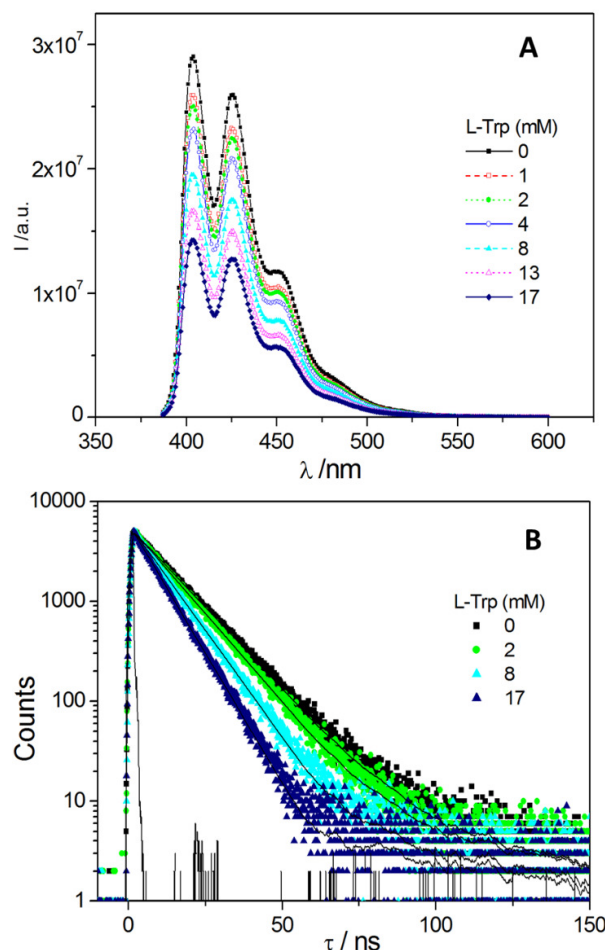 A
3x10⁷
2x10⁷
1x10⁷
0
I /a.u.
L-Trp (mM)
0
1
2
4
8
13
17
350 400 450 500 550 600
λ /nm
B
10000
1000
100
10
1
Counts
L-Trp (mM)
0
2
8
17
0 50 100 150
τ / ns